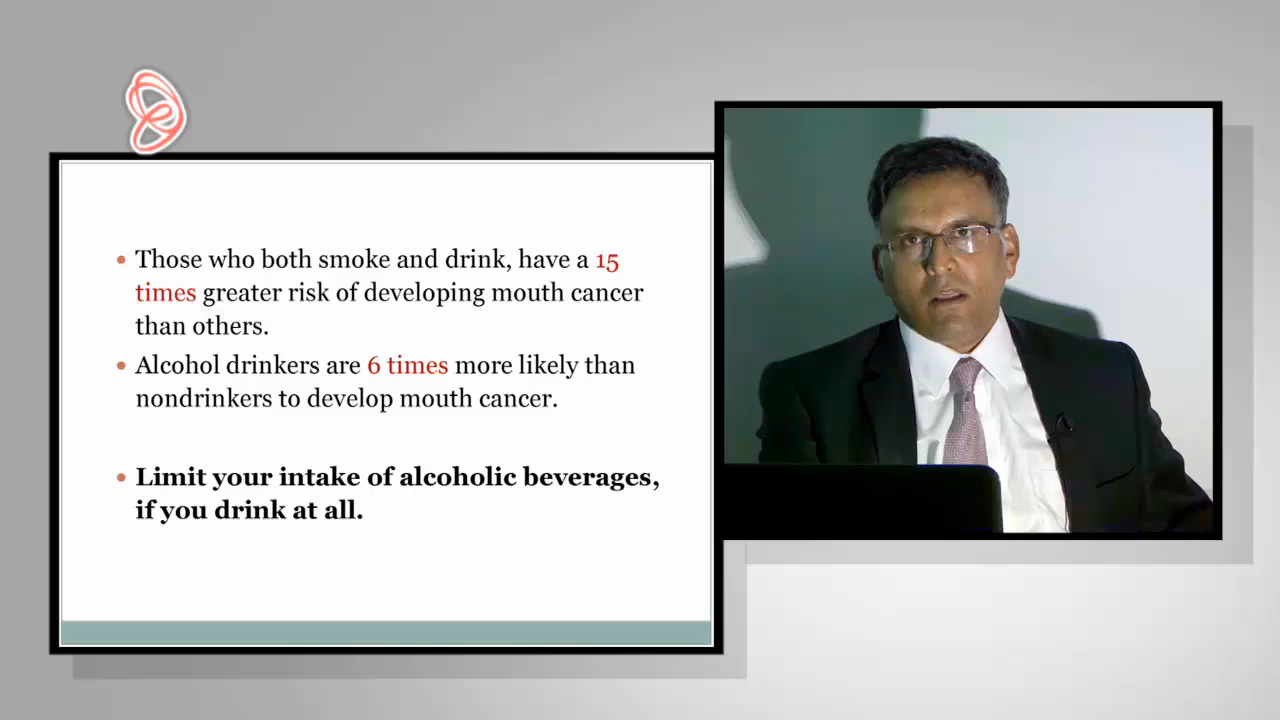 Those who both smoke and drink, have a 15
times greater risk of developing mouth cancer
than others.
Alcohol drinkers are 6 times more likely than
nondrinkers to develop mouth cancer.
Limit your intake of alcoholic beverages,
if you drink at all.